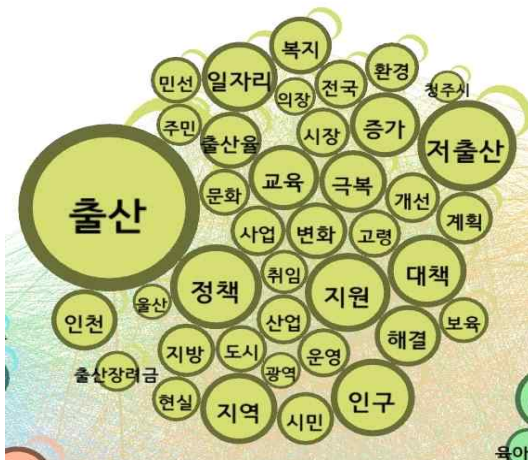 복지
민선
일자리
전국
환경
의장
청주시
주민
출산율
시장
증가
저출산
문화
교육
극복
개선
계획
출산
사업
변화
고령
정책
취임
지원
대책
인천
울산
산업
해결
보육
지방
도시
운영
출산장려금
광역
현실
지역
시민
인구
육아